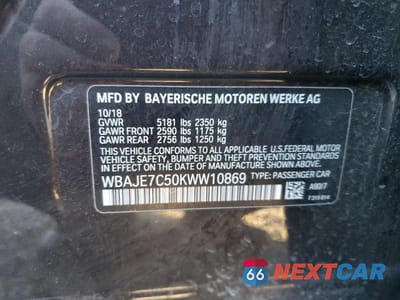 MFD BY BAYERISCHE MOTOREN WERKE AG
10/18
GVWR 5181 lbs 2350 kg
GAWR FRONT 2590 lbs 1175 kg
GAWR REAR 2756 lbs 1250 kg
THIS VEHICLE CONFORMS TO ALL APPLICABLE U.S.FEDERAL MOTOR
VEHICLE SAFETY, BUMPER, AND THEFT PREVENTION STANDARDS
IN EFFECT ON THE DATE OF MANUFACTURE SHOWN ABOVE.
WBAJE7C50KWW10869 TYPE: PASSENGER CAR
A90/7
66 NEXTCAR